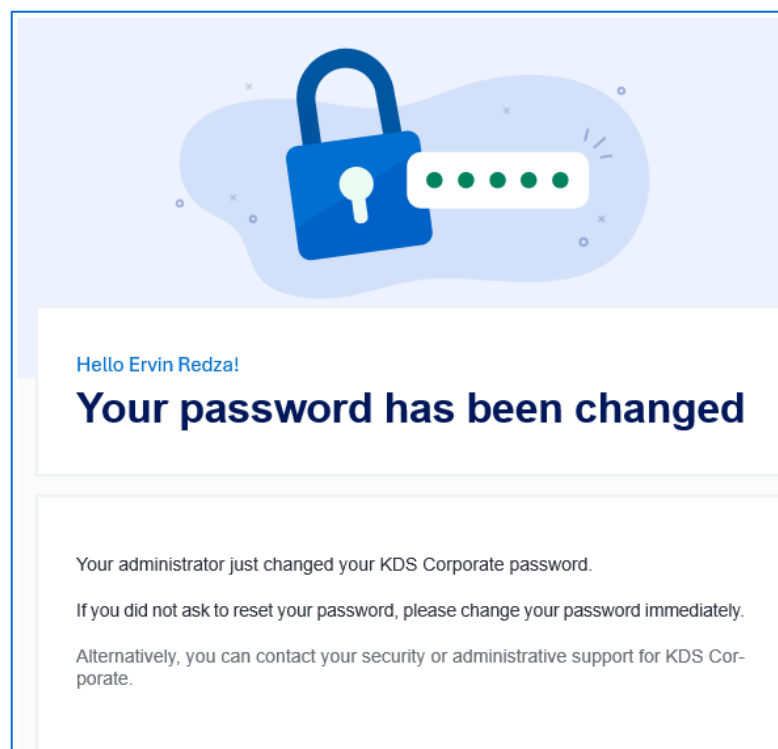 Hello Ervin Redza!
Your password has been changed
Your administrator just changed your KDS Corporate password.
If you did not ask to reset your password, please change your password immediately.
Alternatively, you can contact your security or administrative support for KDS Cor-
porate.